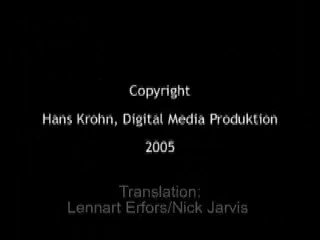 Copyright
Hans Krohn, Digital Media Produktion
2005
Translation:
Lennart Erfors/Nick Jarvis